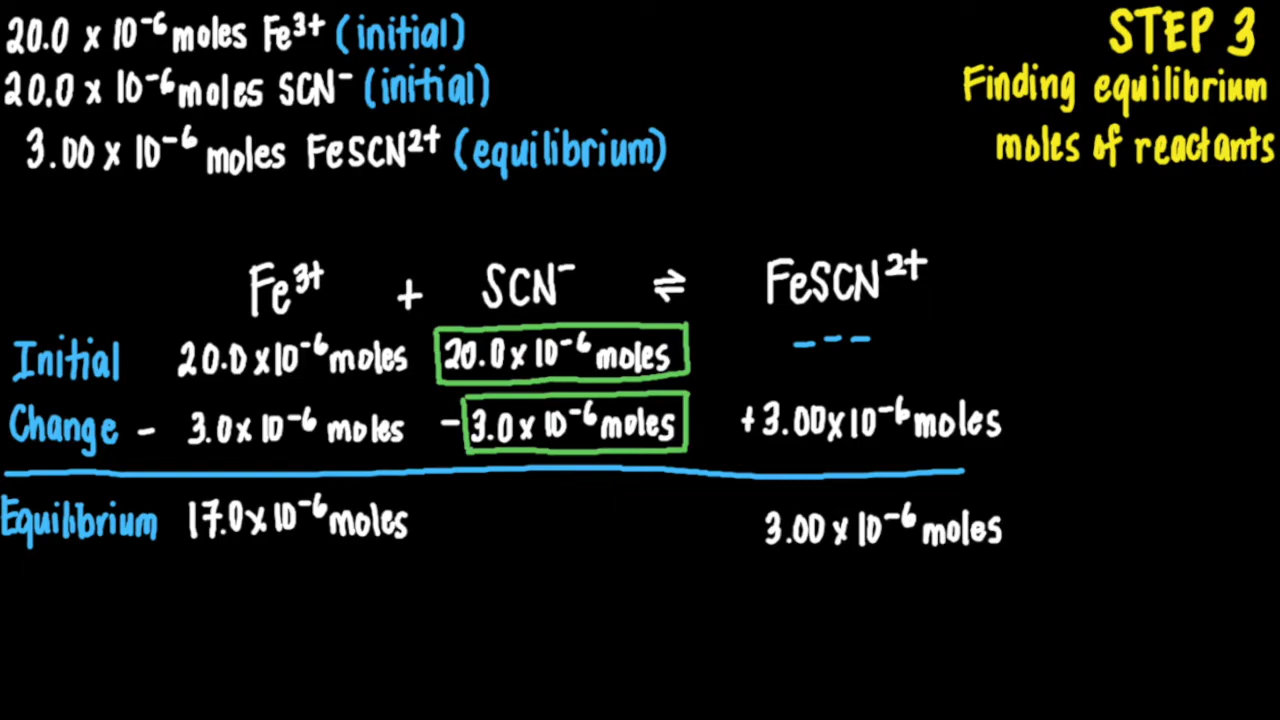 20.0 x 10⁻⁶ moles Fe³⁺ (initial)
20.0 x 10⁻⁶ moles SCN⁻ (initial)
3.00 x 10⁻⁶ moles FeSCN²⁺ (equilibrium)
STEP 3
Finding equilibrium
moles of reactants
Fe³⁺ + SCN⁻ ⇌ FeSCN²⁺
Initial 20.0 x 10⁻⁶ moles 20.0 x 10⁻⁶ moles ---
Change - 3.0 x 10⁻⁶ moles - 3.0 x 10⁻⁶ moles +3.00 x 10⁻⁶ moles
Equilibrium 17.0 x 10⁻⁶ moles 3.00 x 10⁻⁶ moles